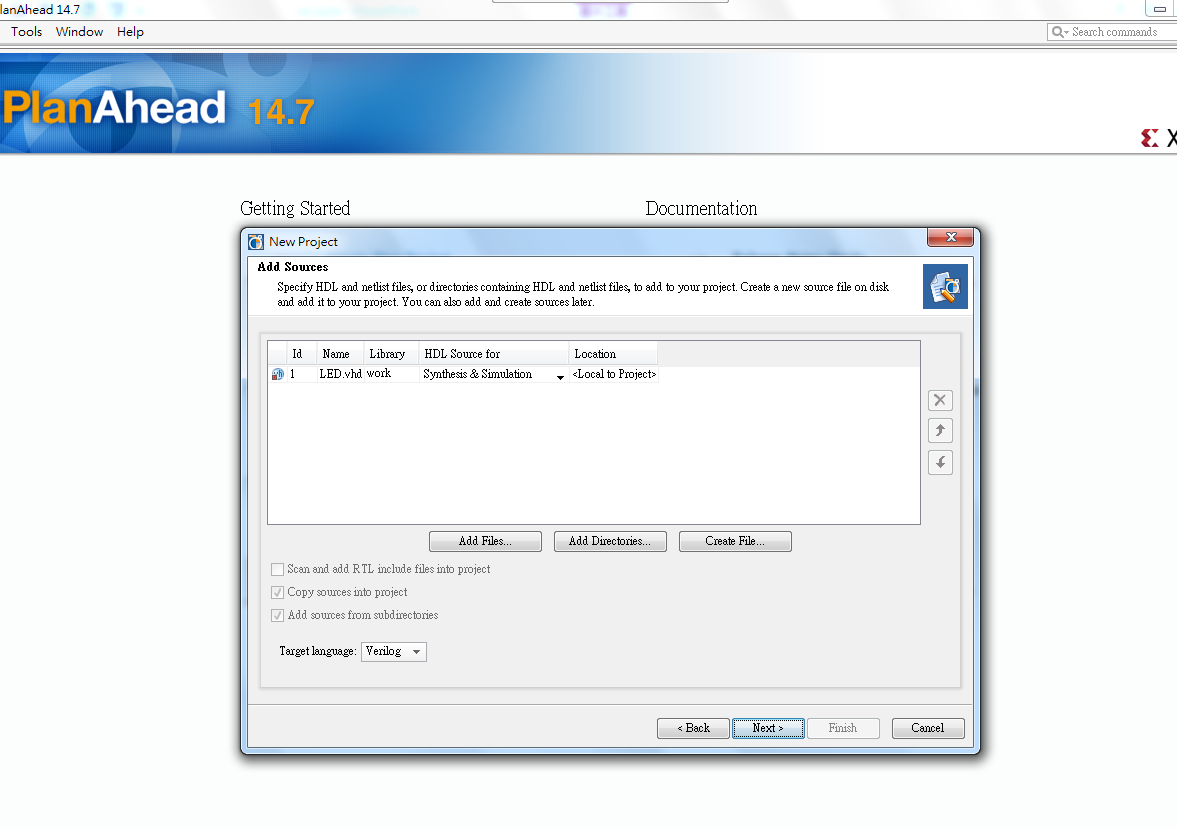 lanAhead 14.7
Tools Window Help
Search commands
PlanAhead 14.7
X
Getting Started
Documentation
New Project
Add Sources
Specify HDL and netlist files, or directories containing HDL and netlist files, to add to your project. Create a new source file on disk
and add it to your project. You can also add and create sources later.
Id Name Library HDL Source for Location
1 LED.vhd work Synthesis & Simulation <Local to Project>
Add Files... Add Directories... Create File...
Scan and add RTL include files into project
Copy sources into project
Add sources from subdirectories
Target language: Verilog
< Back Next > Finish Cancel